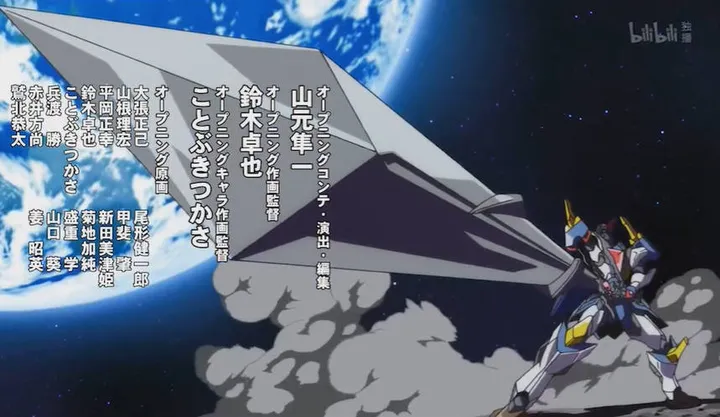 オープニングコンテ・演出・編集
山元隼一
オープニング作画監督
鈴木卓也
オープニングキャラ作画監督
ことぶきつかさ
オープニング原画
大張正己
尾形健一郎
山根理宏
甲斐 肇
平岡正幸
新田美津姫
鈴木卓也
菊地加純
ことぶきつかさ
盛重 学
兵渡 勝
山口 葵
赤井方尚
姜 昭英
鷲北恭太
bilibili